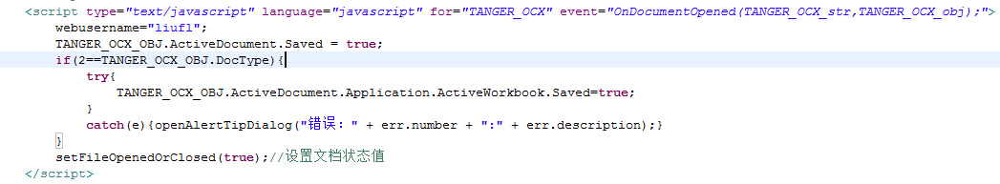 <script type="text/javascript" language="javascript" for="TANGER_OCX" event="OnDocumentOpened(TANGER_OCX_str,TANGER_OCX_obj);">
webusername="liufl";
TANGER_OCX_OBJ.ActiveDocument.Saved = true;
if(2==TANGER_OCX_OBJ.DocType){
try{
TANGER_OCX_OBJ.ActiveDocument.Application.ActiveWorkbook.Saved=true;
}
catch(e){openAlertTipDialog("错误：" + err.number + ":" + err.description);}
}
setFileOpenedOrClosed(true);//设置文档状态值
</script>